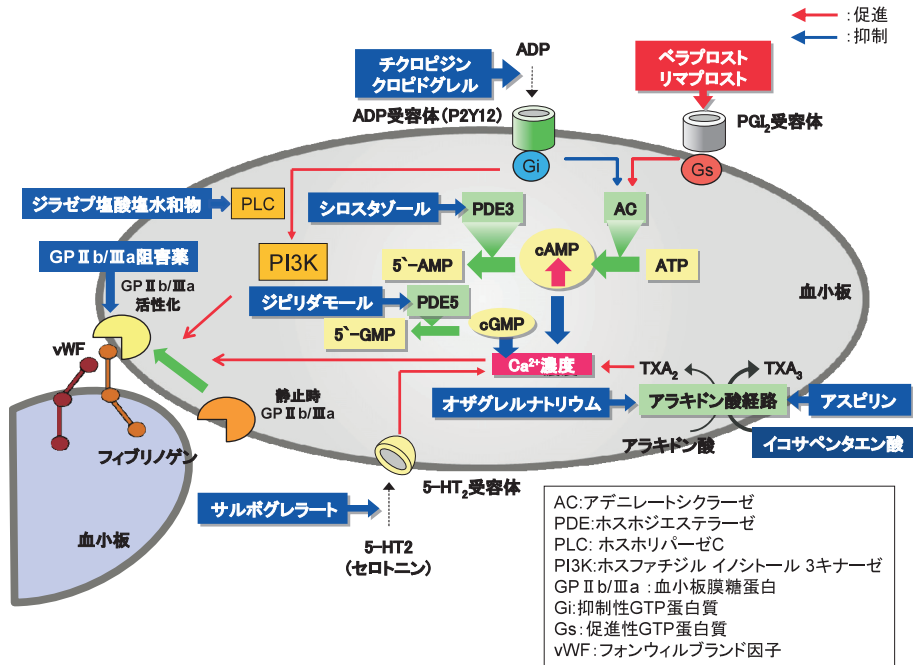 :促進
:抑制
チクロピジン
クロピドグレル
ADP
ADP受容体(P2Y12)
Gi
ベラプロスト
リマプロスト
PGI2受容体
Gs
ジラゼプ塩酸塩水和物
PLC
シロスタゾール
PDE3
AC
GPⅡb/Ⅲa阻害薬
PI3K
5`-AMP
cAMP
ATP
血小板
GPⅡb/Ⅲa
活性化
ジピリダモール
PDE5
5`-GMP
cGMP
vWF
Ca2+濃度
TXA2
TXA3
静止時
GPⅡb/Ⅲa
オザグレルナトリウム
アラキドン酸経路
アスピリン
フィブリノゲン
アラキドン酸
イコサペンタエン酸
5-HT2受容体
サルボグレラート
血小板
5-HT2
(セロトニン)
AC:アデニレートシクラーゼ
PDE:ホスホジエステラーゼ
PLC: ホスホリパーゼC
PI3K:ホスファチジル イノシトール 3キナーゼ
GPⅡb/Ⅲa :血小板膜糖蛋白
Gi:抑制性GTP蛋白質
Gs:促進性GTP蛋白質
vWF:フォンウィルブランド因子